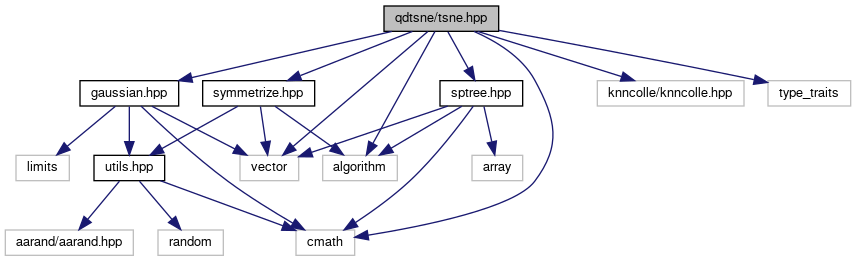 qdtsne/tsne.hpp
gaussian.hpp
symmetrize.hpp
sptree.hpp
knncolle/knncolle.hpp
type_traits
limits
utils.hpp
vector
algorithm
array
aarand/aarand.hpp
random
cmath